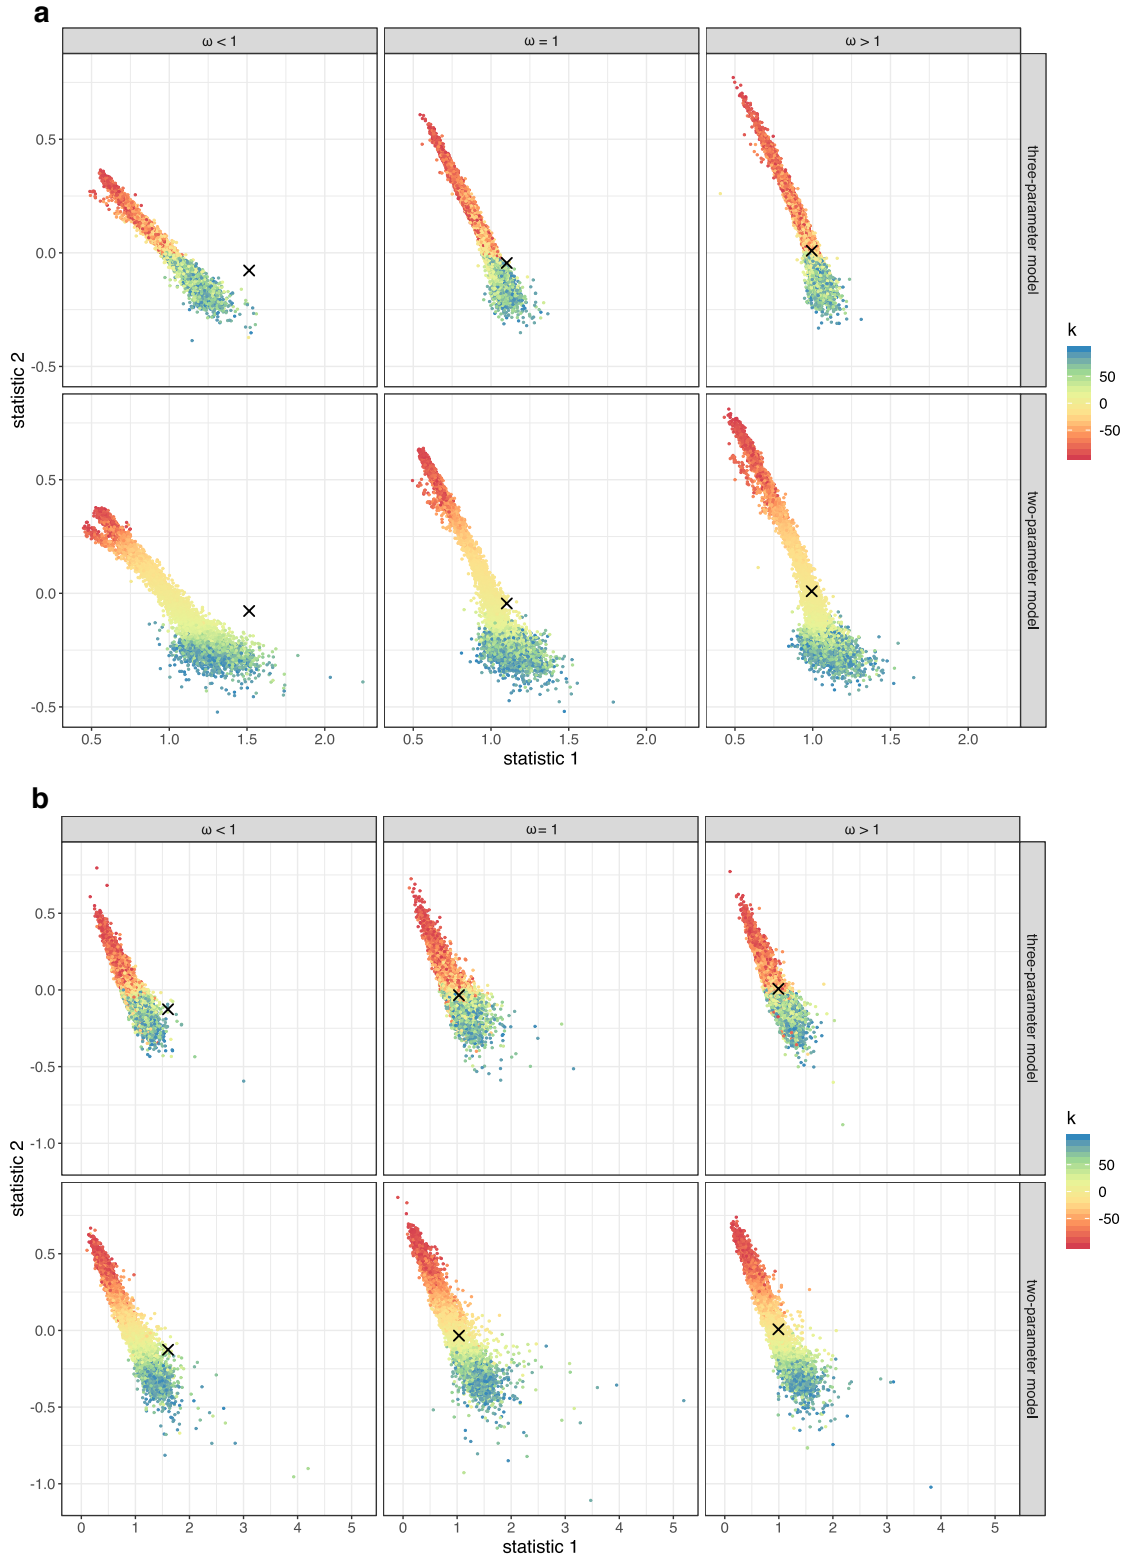 a
ω < 1
ω = 1
ω > 1
0.5
0.0
-0.5
three-parameter model
0.5
0.0
-0.5
two-parameter model
statistic 2
0.5
1.0
1.5
2.0
0.5
1.0
1.5
2.0
0.5
1.0
1.5
2.0
statistic 1
k
50
0
-50
b
ω < 1
ω = 1
ω > 1
0.5
0.0
-0.5
-1.0
three-parameter model
0.5
0.0
-0.5
-1.0
two-parameter model
statistic 2
0
1
2
3
4
5
0
1
2
3
4
5
0
1
2
3
4
5
statistic 1
k
50
0
-50